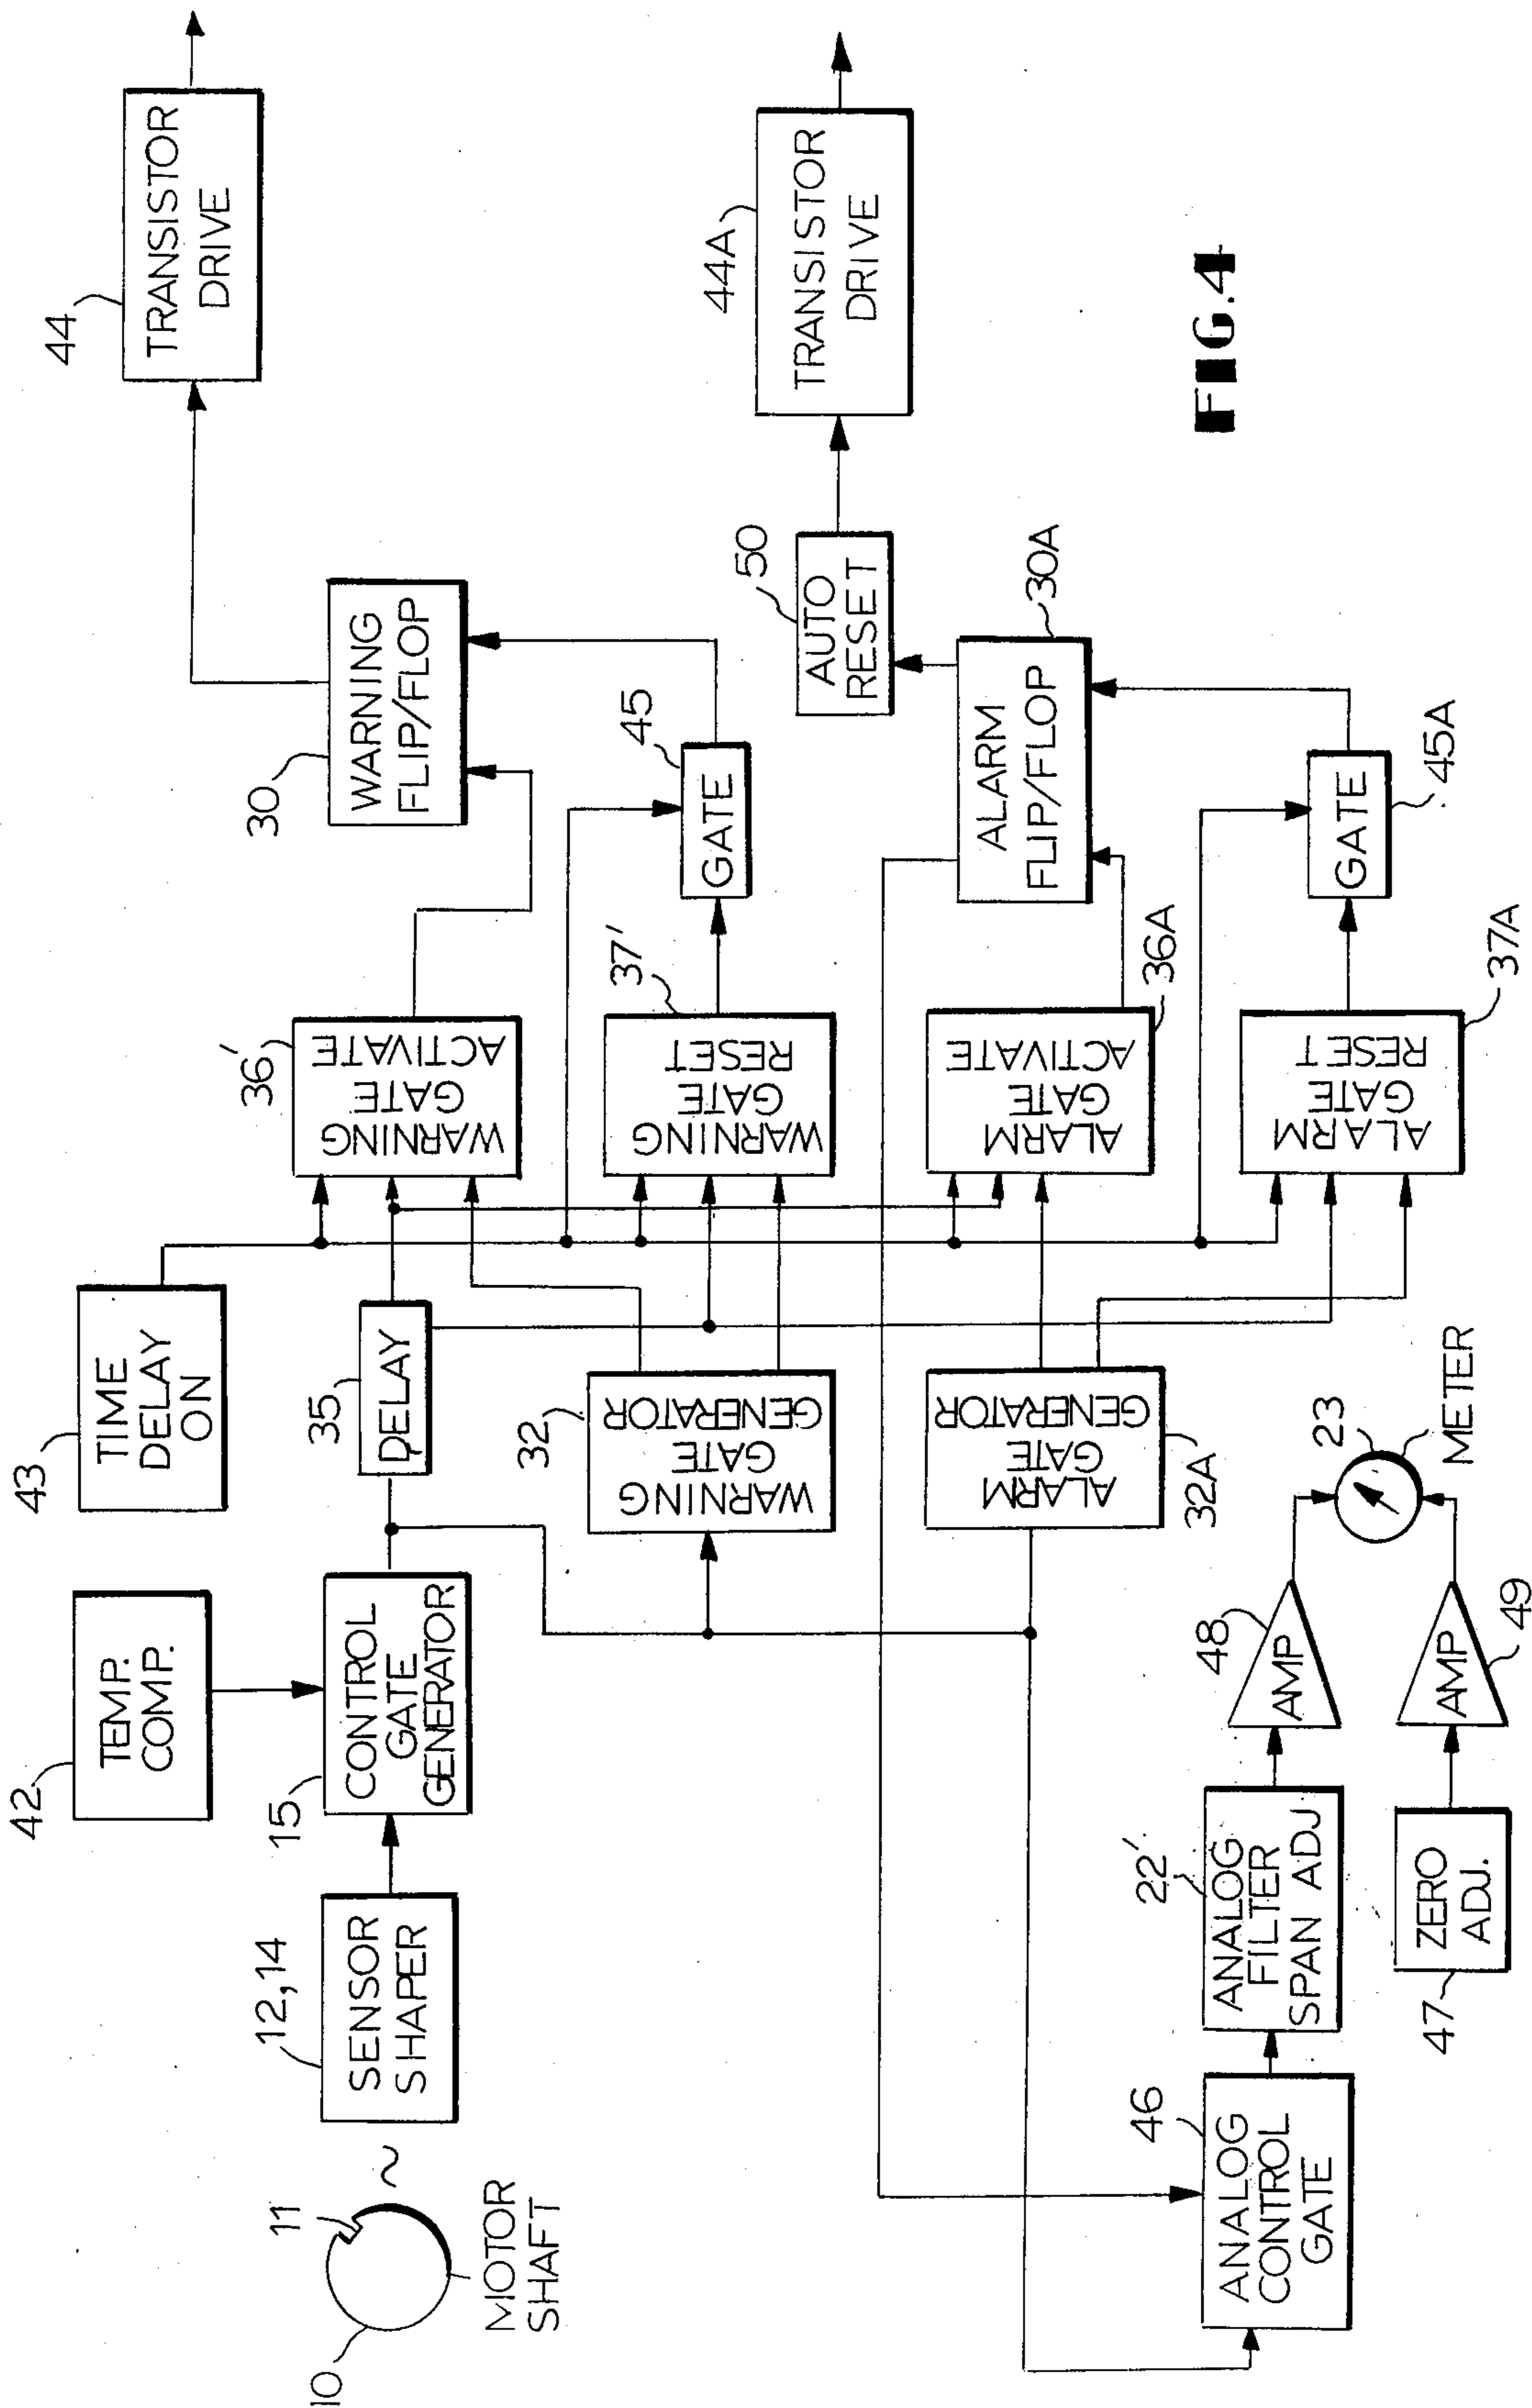 10
11
MOTOR
SHAFT
12,14
SENSOR
SHAPER
42
TEMP.
COMP.
15
CONTROL
GATE
GENERATOR
43
TIME
DELAY
ON
35
DELAY
32
WARNING
GATE
GENERATOR
32A
ALARM
GATE
GENERATOR
36'
WARNING
GATE
ACTIVATE
37'
WARNING
GATE
RESET
36A
ALARM
GATE
ACTIVATE
37A
ALARM
GATE
RESET
30
WARNING
FLIP/FLOP
45
GATE
30A
ALARM
FLIP/FLOP
45A
GATE
50
AUTO
RESET
44
TRANSISTOR
DRIVE
44A
TRANSISTOR
DRIVE
46
ANALOG
CONTROL
GATE
22'
ANALOG
FILTER
SPAN ADJ
47
ZERO
ADJ.
48
AMP
49
AMP
23
METER
FIG.4